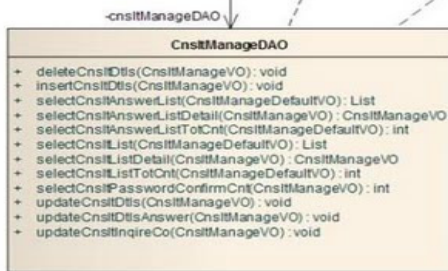 -cnsltManageDAO
CnsltManageDAO
+ deleteCnsltDtls(CnsltManageVO) : void
+ insertCnsltDtls(CnsltManageVO) : void
+ selectCnsltAnswerList(CnsltManageDefaultVO) : List
+ selectCnsltAnswerListDetail(CnsltManageVO) : CnsltManageVO
+ selectCnsltAnswerListTotCnt(CnsltManageDefaultVO) : int
+ selectCnsltList(CnsltManageDefaultVO) : List
+ selectCnsltListDetail(CnsltManageVO) : CnsltManageVO
+ selectCnsltListTotCnt(CnsltManageDefaultVO) : int
+ selectCnsltPasswordConfirmCnt(CnsltManageVO) : int
+ updateCnsltDtls(CnsltManageVO) : void
+ updateCnsltDtlsAnswer(CnsltManageVO) : void
+ updateCnsltInqireCo(CnsltManageVO) : void